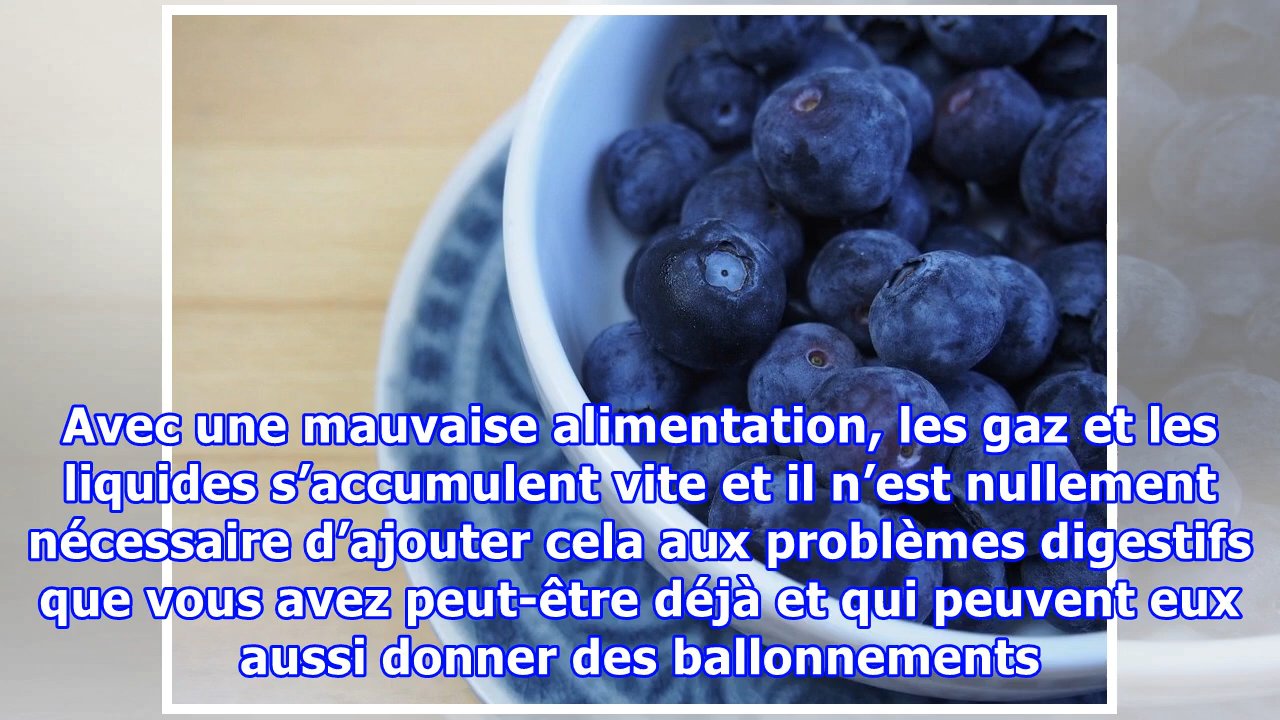 Avec une mauvaise alimentation, les gaz et les
liquides s’accumulent vite et il n’est nullement
nécessaire d’ajouter cela aux problèmes digestifs
que vous avez peut-être déjà et qui peuvent eux
aussi donner des ballonnements